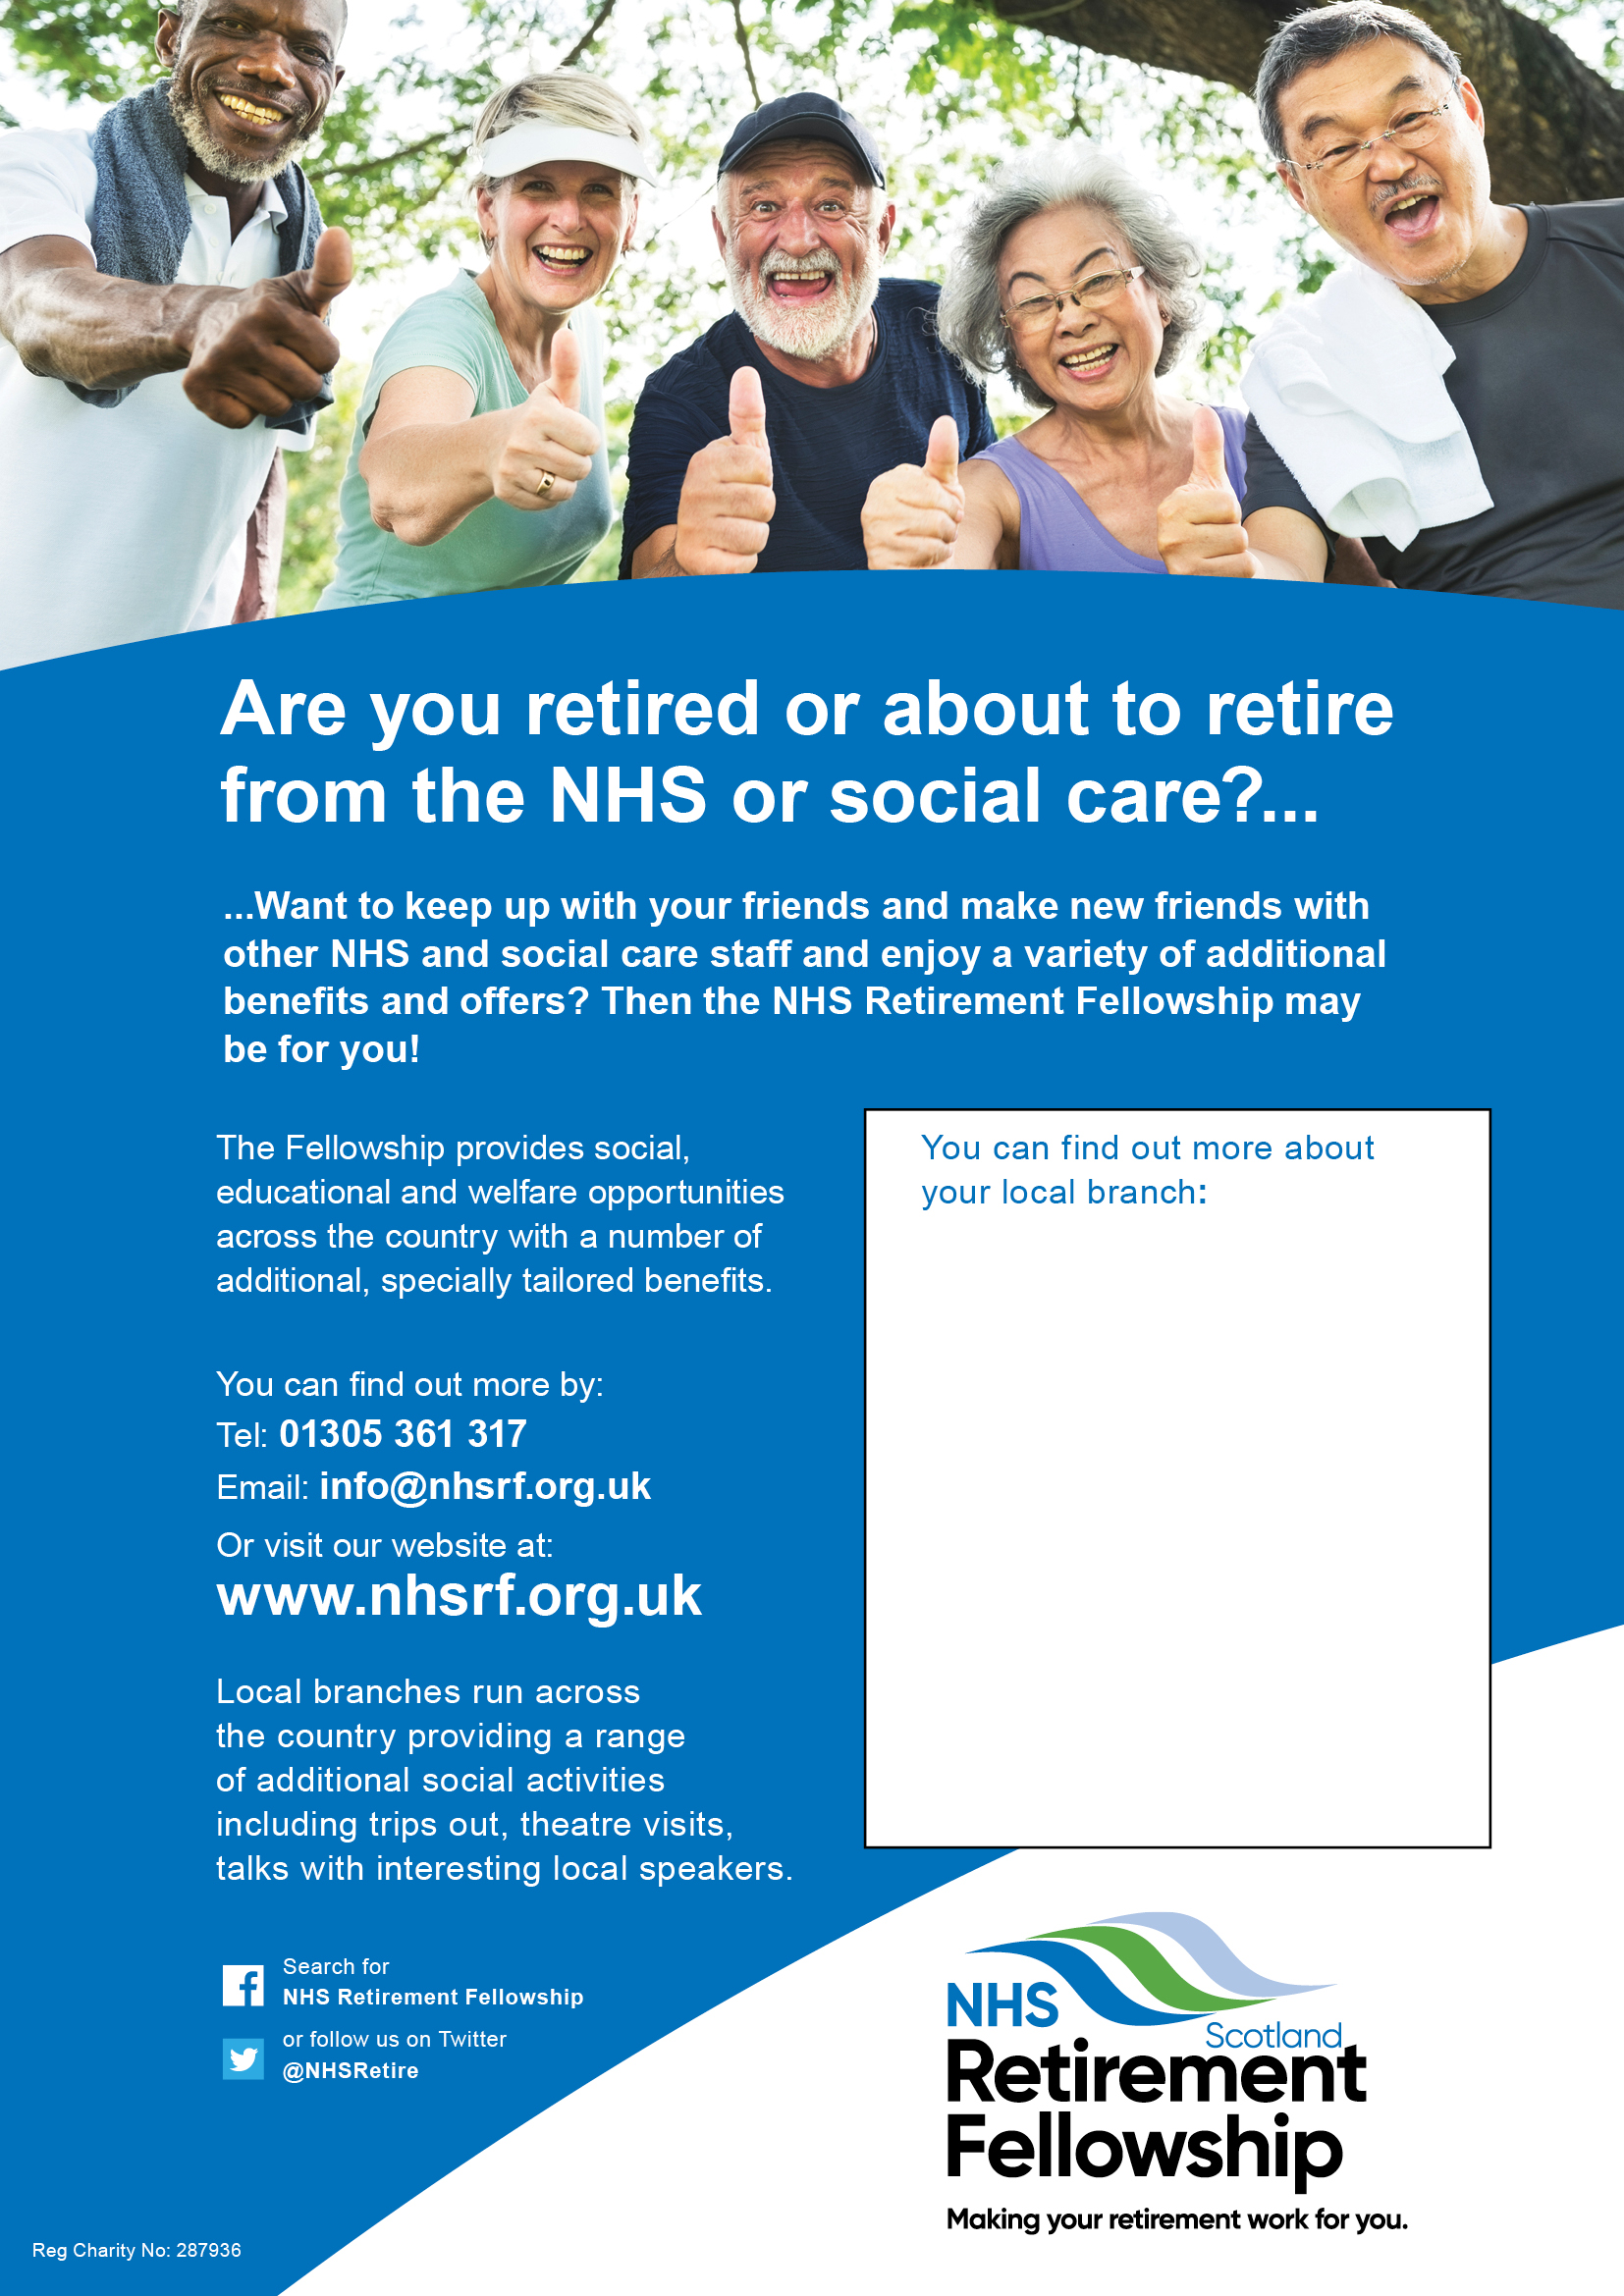 Are you retired or about to retire
from the NHS or social care?...
...Want to keep up with your friends and make new friends with
other NHS and social care staff and enjoy a variety of additional
benefits and offers? Then the NHS Retirement Fellowship may
be for you!
The Fellowship provides social,
educational and welfare opportunities
across the country with a number of
additional, specially tailored benefits.
You can find out more by:
Tel: 01305 361 317
Email: info@nhsrf.org.uk
Or visit our website at:
www.nhsrf.org.uk
Local branches run across
the country providing a range
of additional social activities
including trips out, theatre visits,
talks with interesting local speakers.
You can find out more about
your local branch:
Search for
NHS Retirement Fellowship
or follow us on Twitter
@NHSRetire
NHS
Scotland
Retirement
Fellowship
Making your retirement work for you.
Reg Charity No: 287936